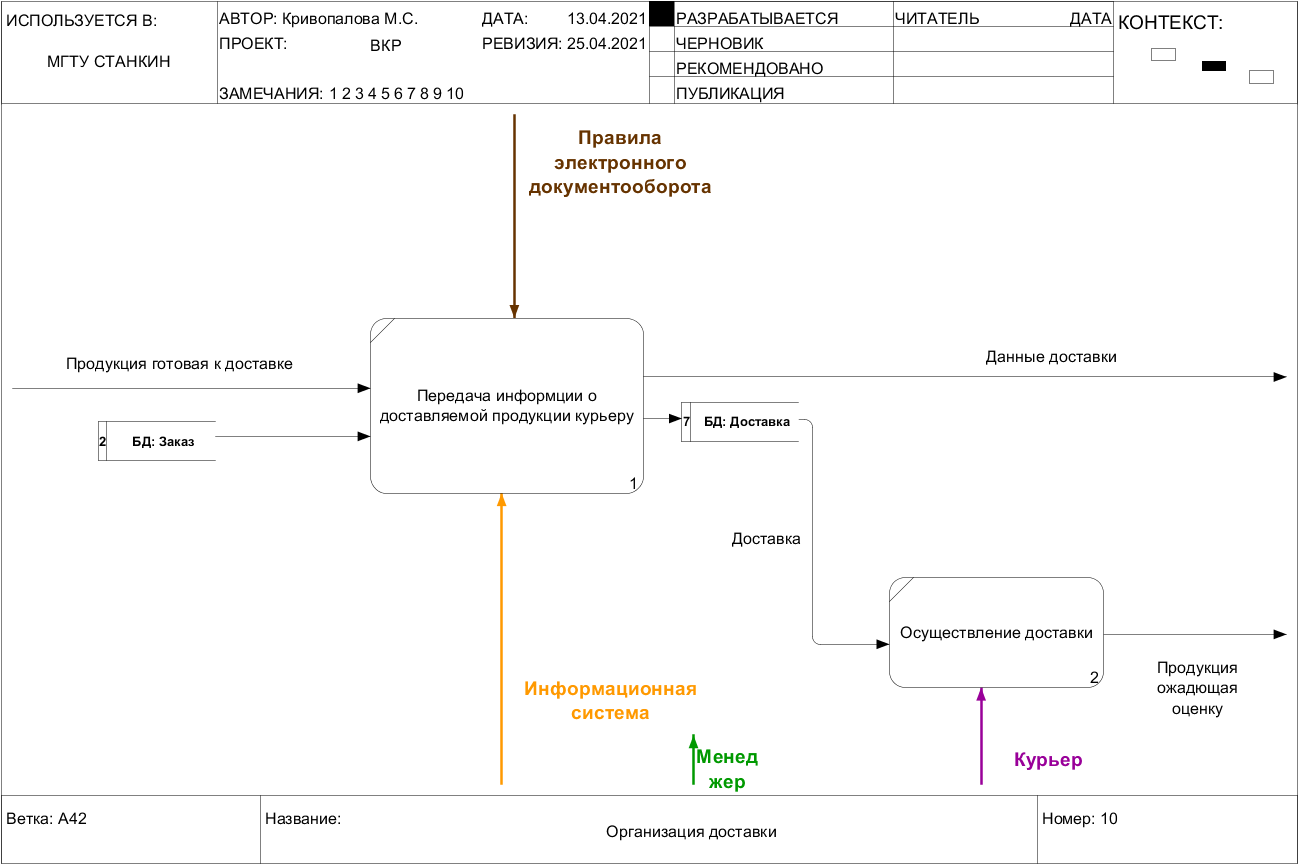 ИСПОЛЬЗУЕТСЯ В:
МГТУ СТАНКИН
АВТОР: Кривопалова М.С.
ДАТА: 13.04.2021
ПРОЕКТ: ВКР
РЕВИЗИЯ: 25.04.2021
ЗАМЕЧАНИЯ: 1 2 3 4 5 6 7 8 9 10
РАЗРАБАТЫВАЕТСЯ
ЧЕРНОВИК
РЕКОМЕНДОВАНО
ПУБЛИКАЦИЯ
ЧИТАТЕЛЬ ДАТА
КОНТЕКСТ:
Правила
электронного
документооборота
Продукция готовая к доставке
2 БД: Заказ
Передача информции о
доставляемой продукции курьеру
1
Данные доставки
7 БД: Доставка
Доставка
Осуществление доставки
2
Продукция
ожадющая
оценку
Информационная
система
Менед
жер
Курьер
Ветка: A42
Название:
Организация доставки
Номер: 10